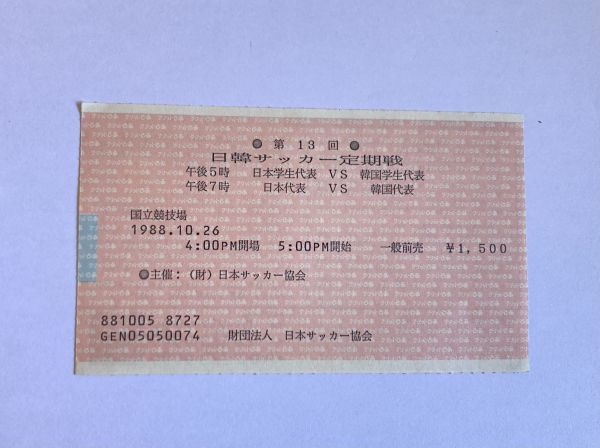 ◉ 第 13 回 ◉
日韓サッカー定期戦
午後5時 日本学生代表 VS 韓国学生代表
午後7時 日本代表 VS 韓国代表
国立競技場
1988.10.26
4:00PM開場 5:00PM開始 一般前売 ¥1,500
◉主催:(財)日本サッカー協会
881005 8727
GEN05050074 財団法人 日本サッカー協会